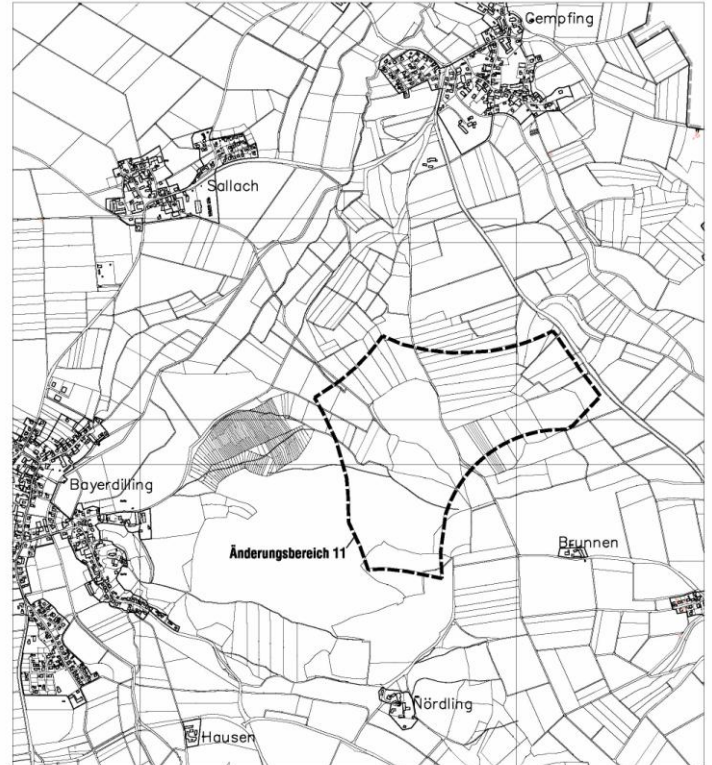 Gempfing
Sallach
Bayerdilling
Änderungsbereich 11
Brunnen
Nördling
Hausen